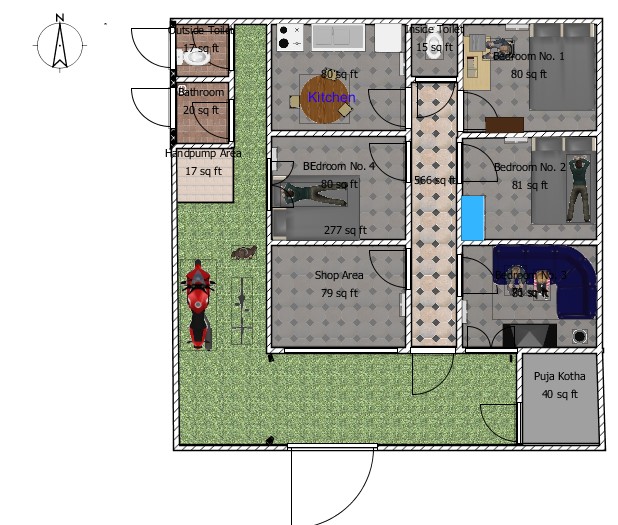 N
Outside Toilet
17 sq ft
Inside Toilet
15 sq ft
Bedroom No. 1
80 sq ft
80 sq ft
Kitchen
Bathroom
20 sq ft
Handpump Area
17 sq ft
BEdroom No. 4
80 sq ft
566 sq ft
Bedroom No. 2
81 sq ft
277 sq ft
Shop Area
79 sq ft
Bedroom No. 3
sq ft
Puja Kotha
40 sq ft